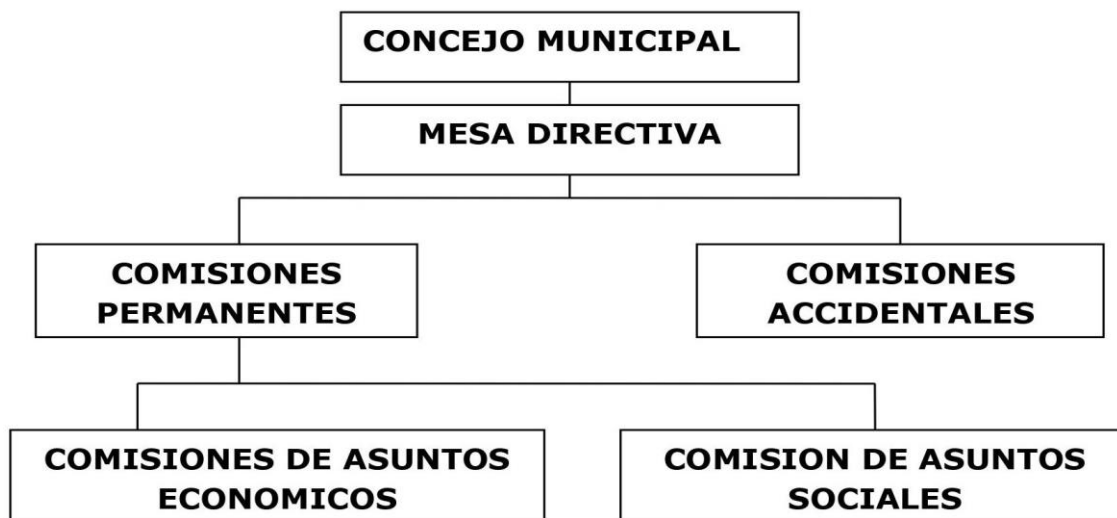 CONCEJO MUNICIPAL
MESA DIRECTIVA
COMISIONES
PERMANENTES
COMISIONES
ACCIDENTALES
COMISIONES DE ASUNTOS
ECONOMICOS
COMISION DE ASUNTOS
SOCIALES